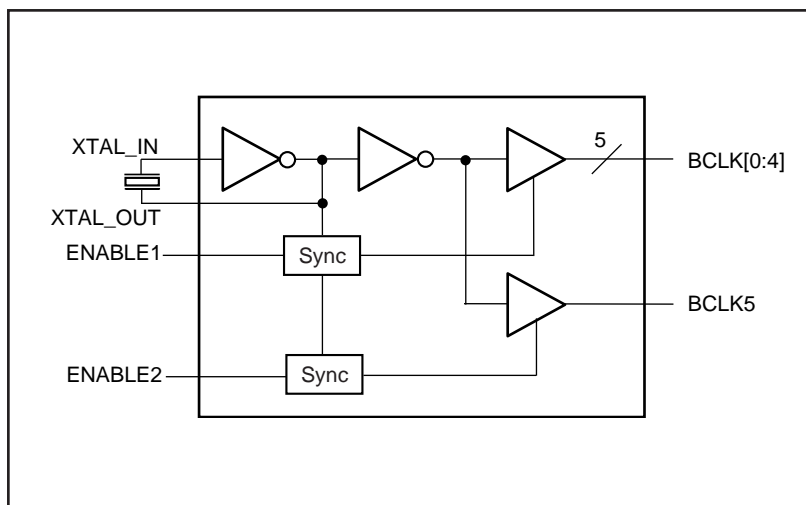 XTAL_IN
5
BCLK[0:4]
XTAL_OUT
ENABLE1
Sync
BCLK5
ENABLE2
Sync